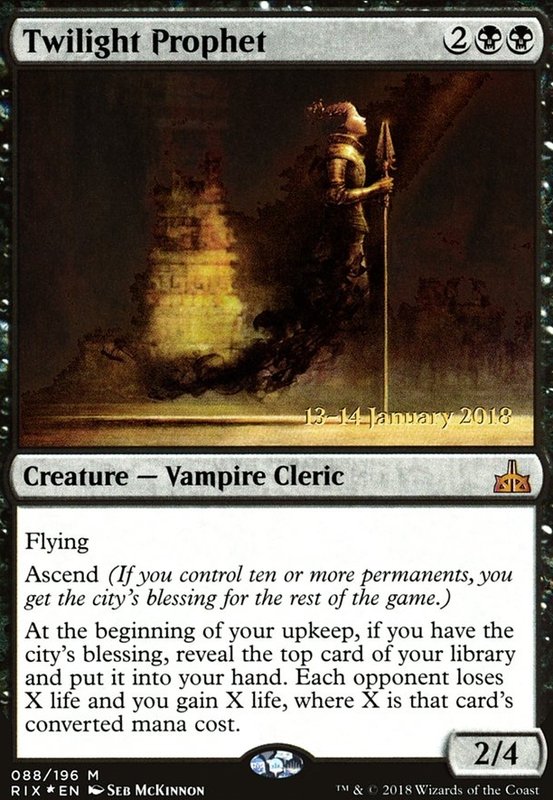 Twilight Prophet 2
13–14 January 2018
Creature — Vampire Cleric
Flying
Ascend (If you control ten or more permanents, you
get the city's blessing for the rest of the game.)
At the beginning of your upkeep, if you have the
city's blessing, reveal the top card of your library
and put it into your hand. Each opponent loses
X life and you gain X life, where X is that card's
converted mana cost.
2/4
088/196 M
RIX ★ EN Seb McKinnon
™ & © 2018 Wizards of the Coast